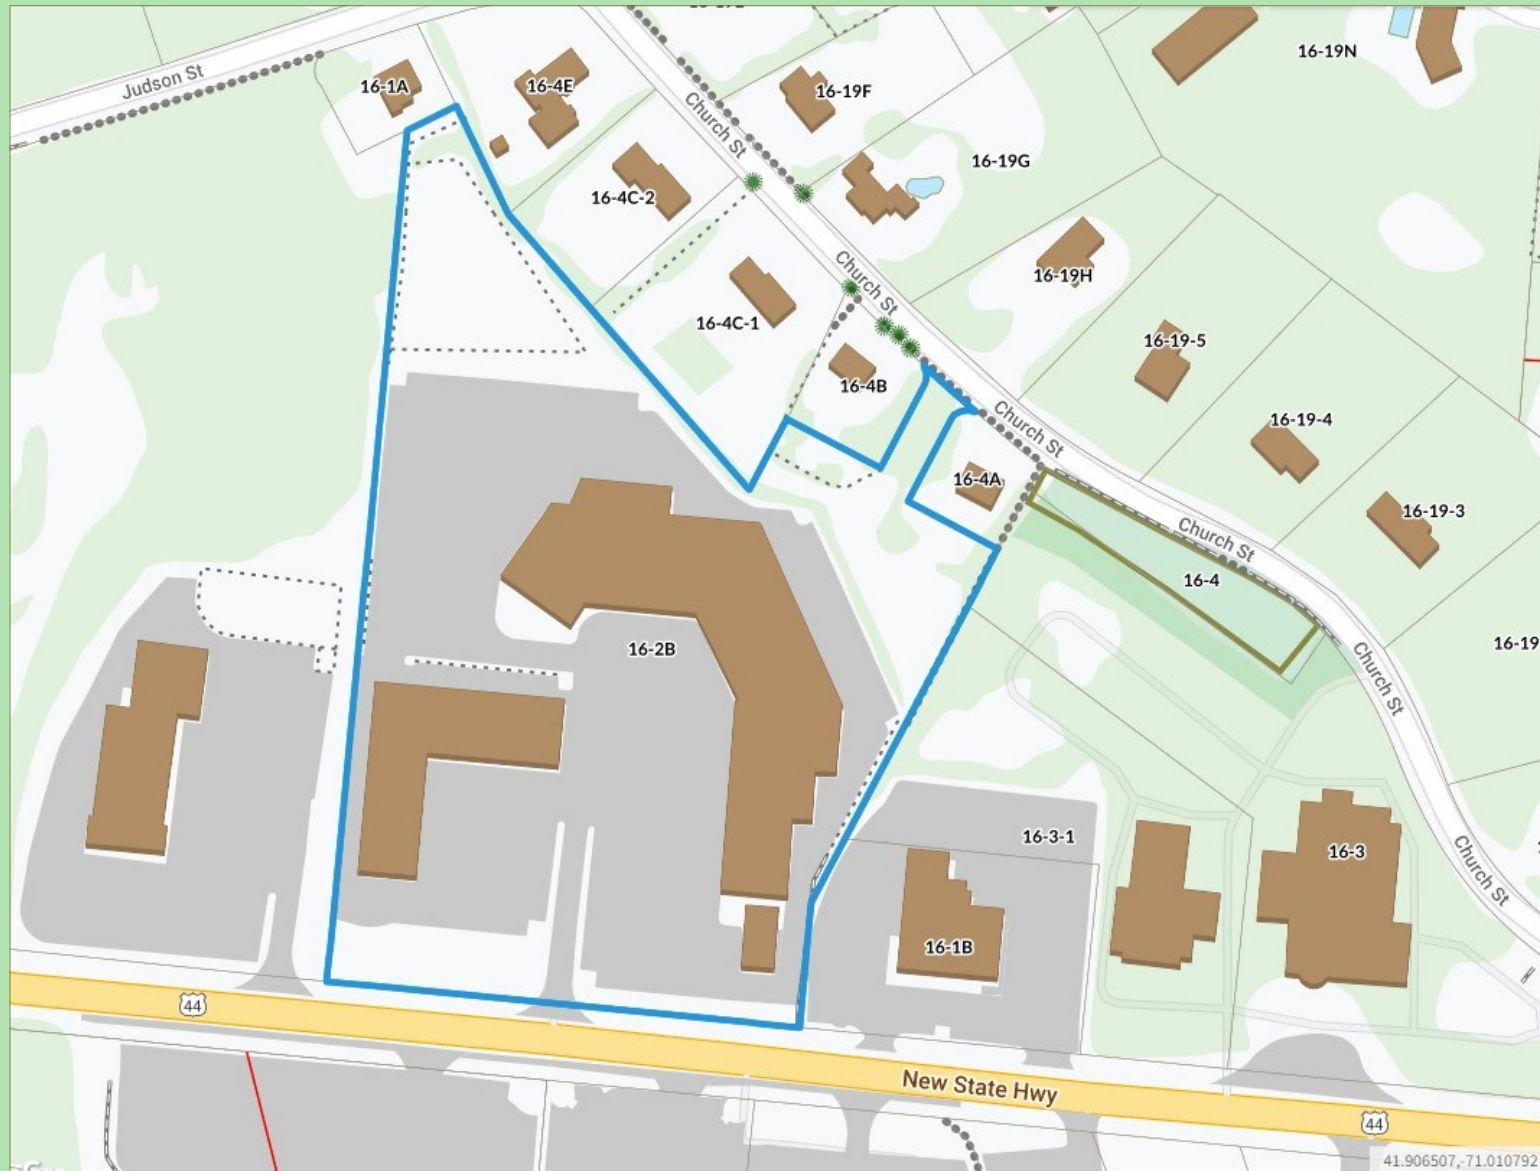 Judson St
16-1A
16-4E
16-19F
16-19N
Church St
16-19G
16-4C-2
Church St
16-19H
16-4C-1
16-19-5
16-4B
Church St
16-19-4
16-4A
16-19-3
Church St
16-4
16-2B
16-19
Church St
16-3-1
16-3
Church St
16-1B
44
New State Hwy
44
41.906507,-71.010792